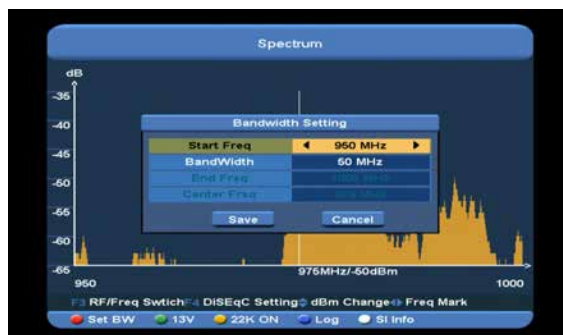 Spectrum
dB
-35
-40
Bandwidth Setting
Start Freq 950 MHz
-45
BandWidth 50 MHz
-50
End Freq
Center Freq
-55
Save Cancel
-60
-65
975MHz/-50dBm
950 1000
F3 RF/Freq Swtich F4 DiSEqC Setting dBm Change Freq Mark
Set BW 13V 22K ON Log SI Info